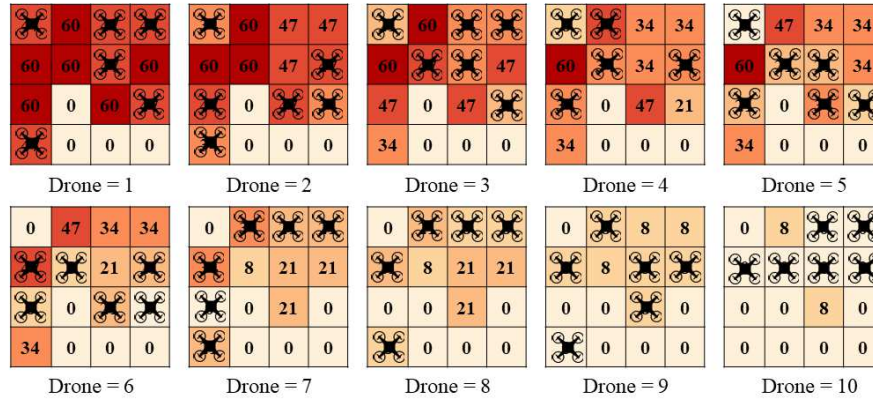 60
60 60 60
60 0 60
0 0 0
Drone = 1
60 47 47
60 60 47
0
0 0 0
Drone = 2
60
60 47
47 0 47
34 0 0 0
Drone = 3
34 34
60 34
0 47 21
34 0 0 0
Drone = 4
47 34 34
60 34
0
34 0 0 0
Drone = 5
0 47 34 34
21
0
34 0 0 0
Drone = 6
0
8 21 21
0 21 0
0 0 0
Drone = 7
0
8 21 21
0 0 21 0
0 0 0
Drone = 8
0 8 8
8
0 0 0
0 0 0
Drone = 9
0 8
0 0 8 0
0 0 0 0
Drone = 10